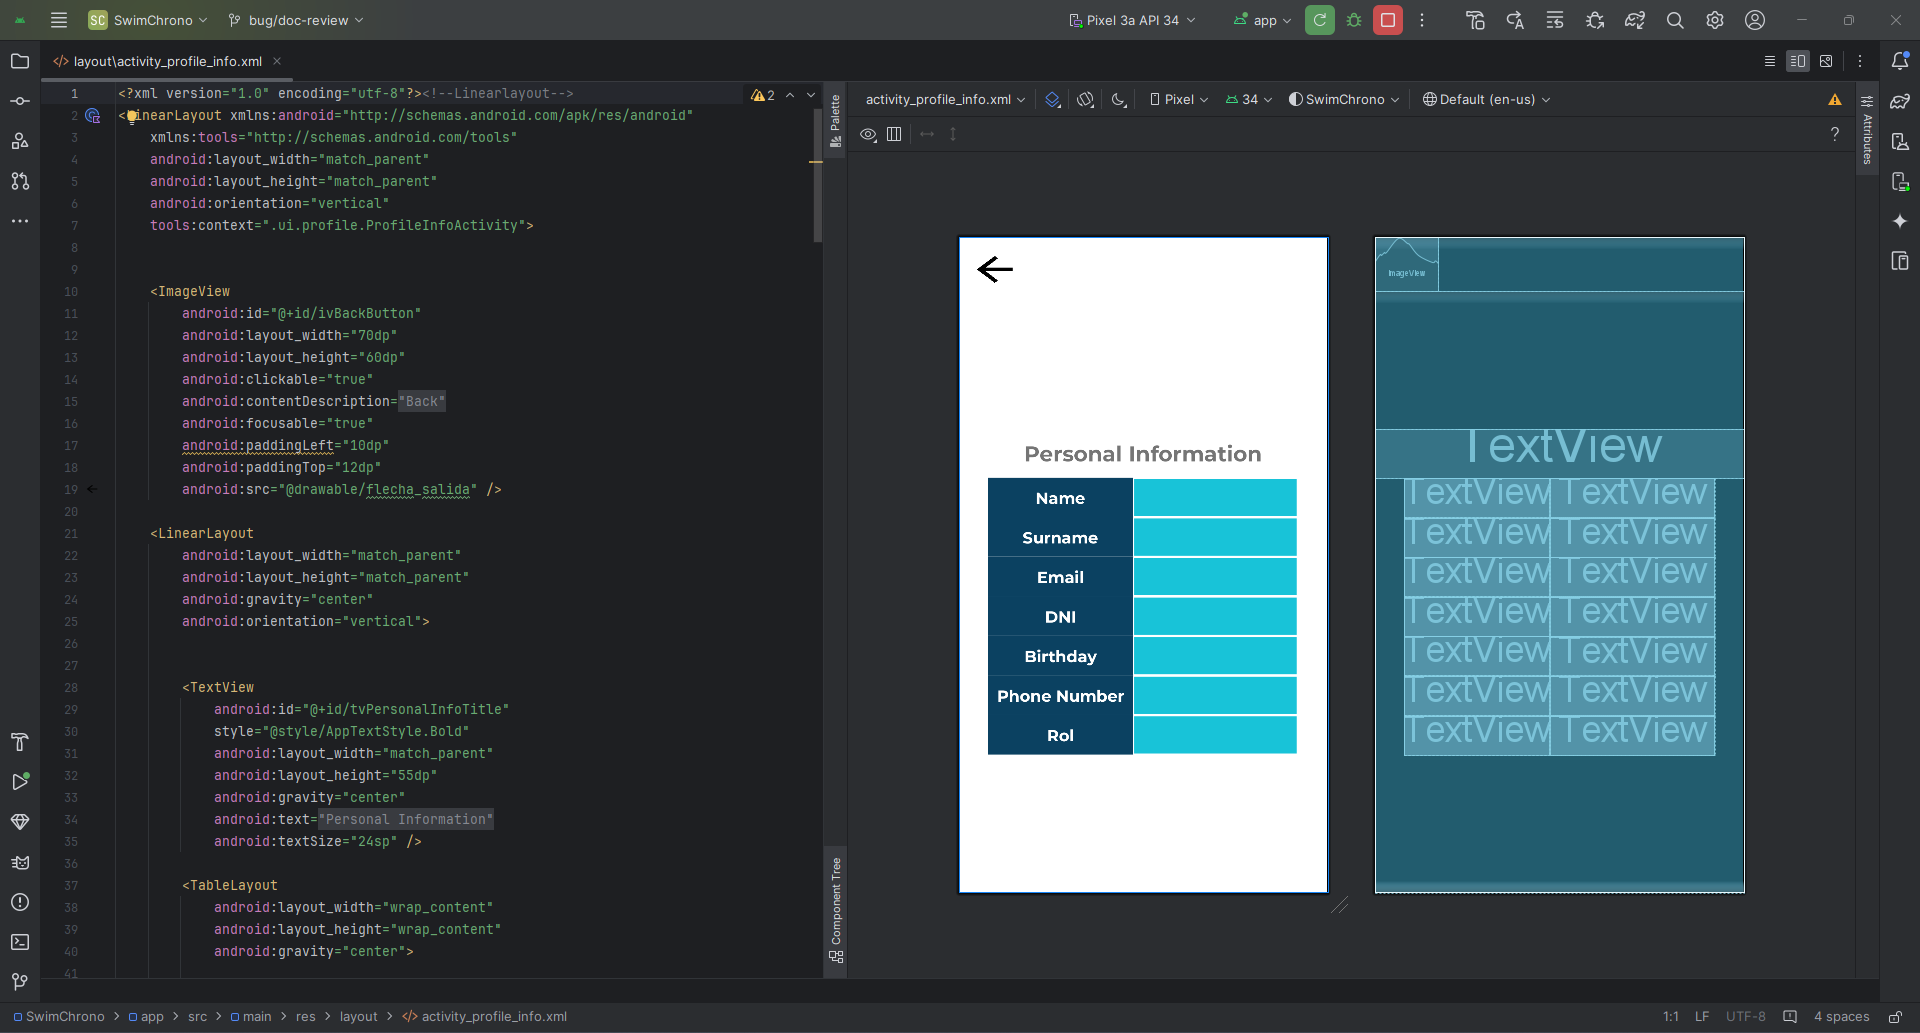 SC SwimChrono bug/doc-review Pixel 3a API 34 app
layout\activity_profile_info.xml
1 <?xml version="1.0" encoding="utf-8"?><!--Linearlayout-->
2 inearLayout xmlns:android="http://schemas.android.com/apk/res/android"
3 xmlns:tools="http://schemas.android.com/tools"
4 android:layout_width="match_parent"
5 android:layout_height="match_parent"
6 android:orientation="vertical"
7 tools:context=".ui.profile.ProfileInfoActivity">
8
9
10 <ImageView
11 android:id="@+id/ivBackButton"
12 android:layout_width="70dp"
13 android:layout_height="60dp"
14 android:clickable="true"
15 android:contentDescription="Back"
16 android:focusable="true"
17 android:paddingLeft="10dp"
18 android:paddingTop="12dp"
19 android:src="@drawable/flecha_salida" />
20
21 <LinearLayout
22 android:layout_width="match_parent"
23 android:layout_height="match_parent"
24 android:gravity="center"
25 android:orientation="vertical">
26
27
28 <TextView
29 android:id="@+id/tvPersonalInfoTitle"
30 style="@style/AppTextStyle.Bold"
31 android:layout_width="match_parent"
32 android:layout_height="55dp"
33 android:gravity="center"
34 android:text="Personal Information"
35 android:textSize="24sp" />
36
37 <TableLayout
38 android:layout_width="wrap_content"
39 android:layout_height="wrap_content"
40 android:gravity="center">
41
2
Palette
Component Tree
activity_profile_info.xml Pixel 34 SwimChrono Default (en-us)
?
Attributes
Personal Information
Name
Surname
Email
DNI
Birthday
Phone Number
Rol
ImageView
TextView
TextView TextView
TextView TextView
TextView TextView
TextView TextView
TextView TextView
TextView TextView
TextView TextView
SwimChrono > app > src > main > res > layout > activity_profile_info.xml
1:1 LF UTF-8 4 spaces